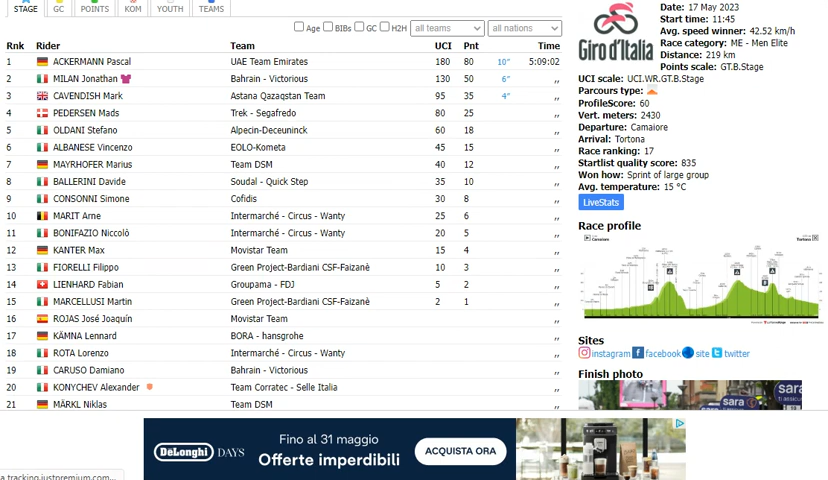 STAGE GC POINTS KOM YOUTH TEAMS
Age BIBs GC H2H all teams all nations
Rnk Rider Team UCI Pnt Time
1 ACKERMANN Pascal UAE Team Emirates 180 80 10″ 5:09:02
2 MILAN Jonathan Bahrain - Victorious 130 50 6″ ,,
3 CAVENDISH Mark Astana Qazaqstan Team 95 35 4″ ,,
4 PEDERSEN Mads Trek - Segafredo 80 25 ,,
5 OLDANI Stefano Alpecin-Deceuninck 60 18 ,,
6 ALBANESE Vincenzo EOLO-Kometa 45 15 ,,
7 MAYRHOFER Marius Team DSM 40 12 ,,
8 BALLERINI Davide Soudal - Quick Step 35 10 ,,
9 CONSONNI Simone Cofidis 30 8 ,,
10 MARIT Arne Intermarché - Circus - Wanty 25 6 ,,
11 BONIFAZIO Niccolò Intermarché - Circus - Wanty 20 5 ,,
12 KANTER Max Movistar Team 15 4 ,,
13 FIORELLI Filippo Green Project-Bardiani CSF-Faizanè 10 3 ,,
14 LIENHARD Fabian Groupama - FDJ 5 2 ,,
15 MARCELLUSI Martin Green Project-Bardiani CSF-Faizanè 2 1 ,,
16 ROJAS José Joaquín Movistar Team ,,
17 KÄMNA Lennard BORA - hansgrohe ,,
18 ROTA Lorenzo Intermarché - Circus - Wanty ,,
19 CARUSO Damiano Bahrain - Victorious ,,
20 KONYCHEV Alexander Team Corratec - Selle Italia ,,
21 MÄRKL Niklas Team DSM ,,
Giro d'Italia
Date: 17 May 2023
Start time: 11:45
Avg. speed winner: 42.52 km/h
Race category: ME - Men Elite
Distance: 219 km
Points scale: GT.B.Stage
UCI scale: UCI.WR.GT.B.Stage
Parcours type:
ProfileScore: 60
Vert. meters: 2430
Departure: Camaiore
Arrival: Tortona
Race ranking: 17
Startlist quality score: 835
Won how: Sprint of large group
Avg. temperature: 15 °C
LiveStats
Race profile
Camaiore Tortona
Sites
instagram facebook site twitter
Finish photo
sara sara
DeLonghi DAYS
Fino al 31 maggio
Offerte imperdibili
ACQUISTA ORA
a.tracking.justpremium.com...